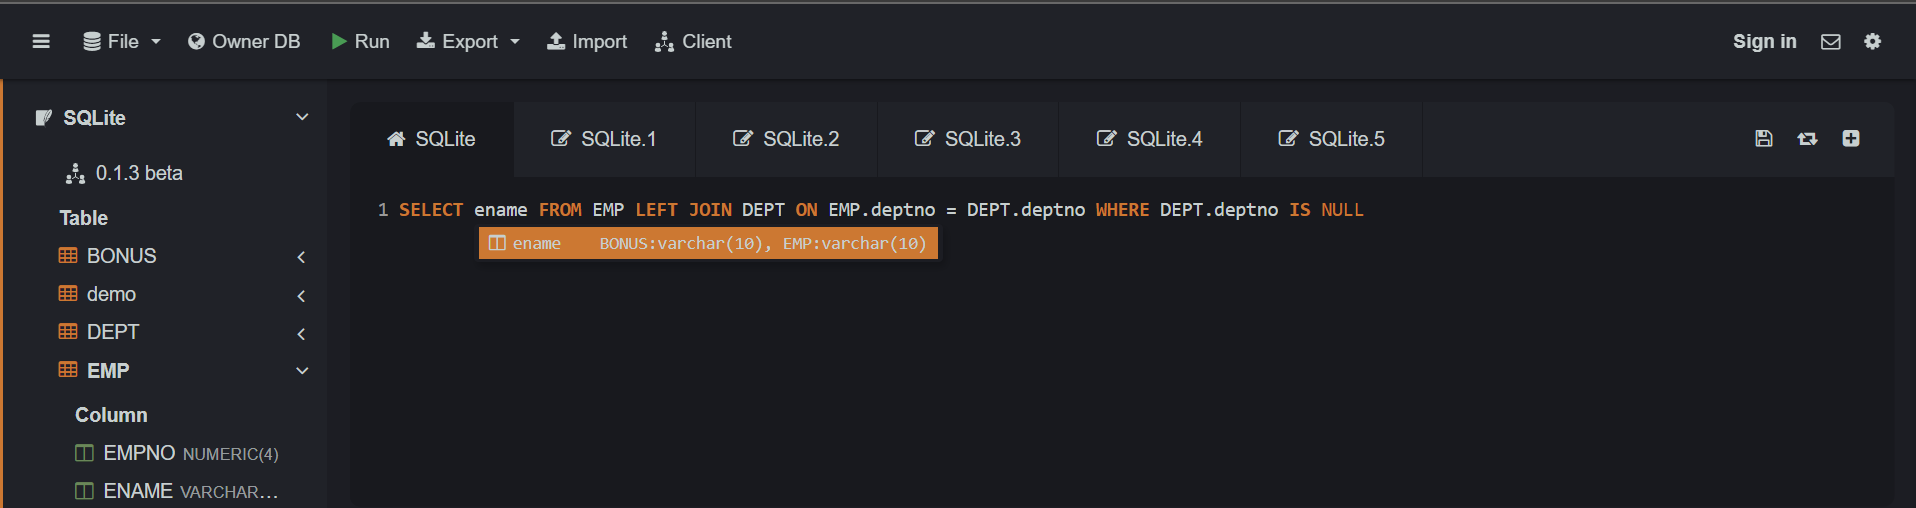 File Owner DB Run Export Import Client Sign in
SQLite
0.1.3 beta
Table
BONUS
demo
DEPT
EMP
Column
EMPNO NUMERIC(4)
ENAME VARCHAR...
SQLite SQLite.1 SQLite.2 SQLite.3 SQLite.4 SQLite.5
1 SELECT ename FROM EMP LEFT JOIN DEPT ON EMP.deptno = DEPT.deptno WHERE DEPT.deptno IS NULL
ename BONUS:varchar(10), EMP:varchar(10)